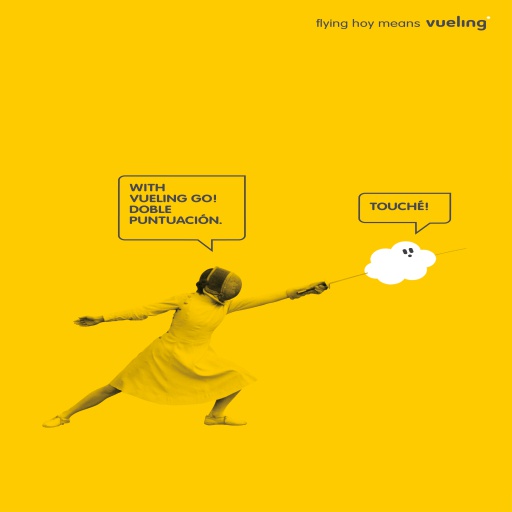 flying hoy means vueling
WITH
VUELING GO!
DOBLE
PUNTUACIÓN.
TOUCHÉ!